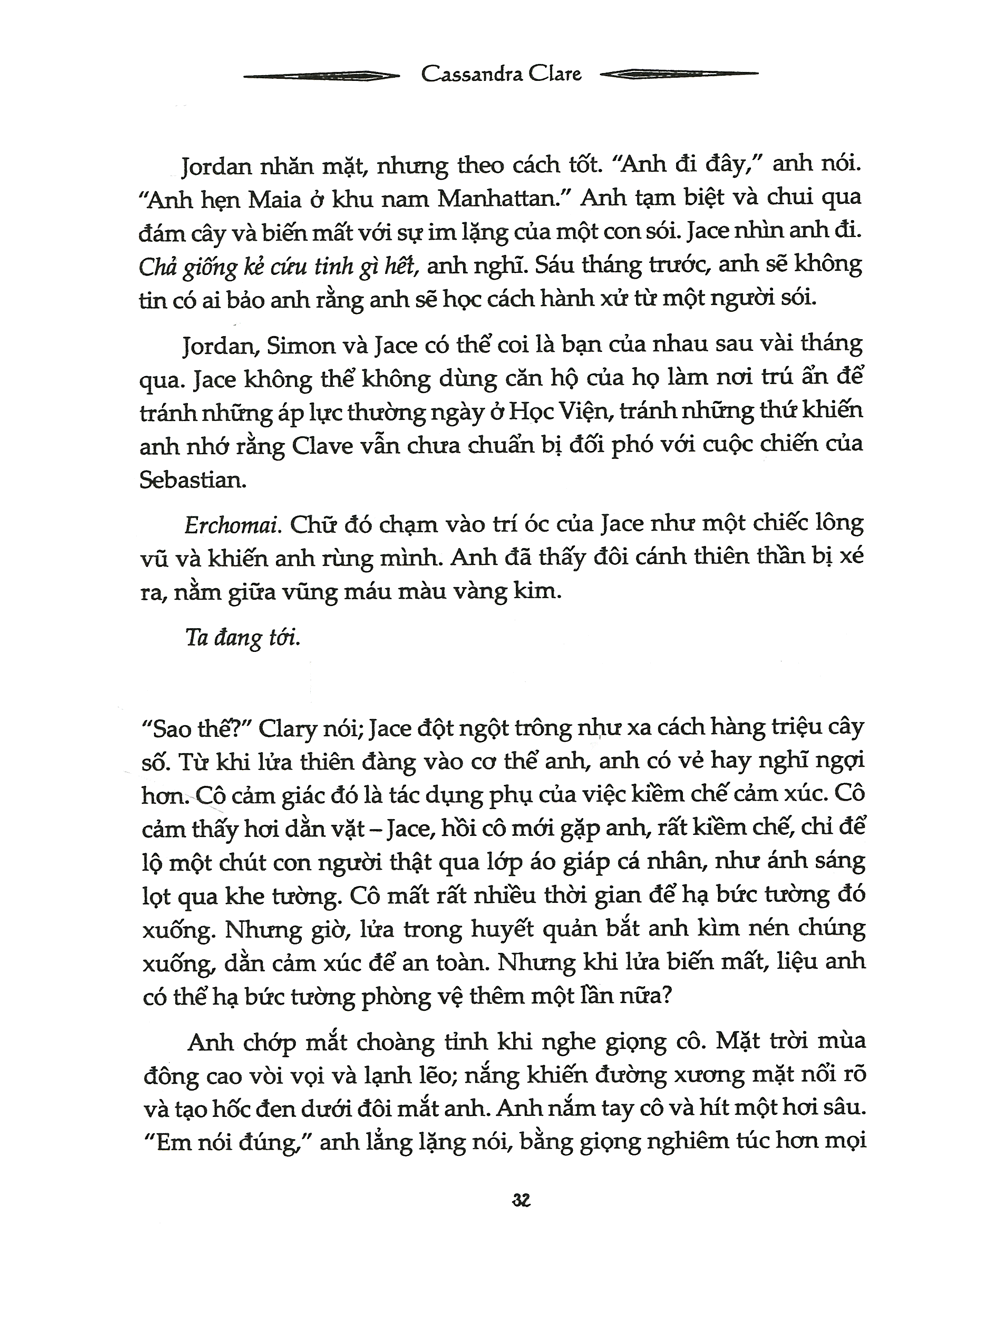 Cassandra Clare
Jordan nhăn mặt, nhưng theo cách tốt. “Anh đi đây,” anh nói.
“Anh hẹn Maia ở khu nam Manhattan.” Anh tạm biệt và chui qua
đám cây và biến mất với sự im lặng của một con sói. Jace nhìn anh đi.
Chả giống kẻ cứu tinh gì hết, anh nghĩ. Sáu tháng trước, anh sẽ không
tin có ai bảo anh rằng anh sẽ học cách hành xử từ một người sói.
Jordan, Simon và Jace có thể coi là bạn của nhau sau vài tháng
qua. Jace không thể không dùng căn hộ của họ làm nơi trú ẩn để
tránh những áp lực thường ngày ở Học Viện, tránh những thứ khiến
anh nhớ rằng Clave vẫn chưa chuẩn bị đối phó với cuộc chiến của
Sebastian.
Erchomai. Chữ đó chạm vào trí óc của Jace như một chiếc lông
vũ và khiến anh rùng mình. Anh đã thấy đôi cánh thiên thần bị xé
ra, nằm giữa vũng máu màu vàng kim.
Ta đang tới.
“Sao thế?” Clary nói; Jace đột ngột trông như xa cách hàng triệu cây
số. Từ khi lửa thiên đàng vào cơ thể anh, anh có vẻ hay nghĩ ngợi
hơn. Cô cảm giác đó là tác dụng phụ của việc kiềm chế cảm xúc. Cô
cảm thấy hơi dằn vặt – Jace, hồi cô mới gặp anh, rất kiềm chế, chỉ để
lộ một chút con người thật qua lớp áo giáp cá nhân, như ánh sáng
lọt qua khe tường. Cô mất rất nhiều thời gian để hạ bức tường đó
xuống. Nhưng giờ, lửa trong huyết quản bắt anh kìm nén chúng
xuống, dằn cảm xúc để an toàn. Nhưng khi lửa biến mất, liệu anh
có thể hạ bức tường phòng vệ thêm một lần nữa?
Anh chớp mắt choàng tỉnh khi nghe giọng cô. Mặt trời mùa
đông cao vòi vọi và lạnh lẽo; nắng khiến đường xương mặt nổi rõ
và tạo hốc đen dưới đôi mắt anh. Anh nắm tay cô và hít một hơi sâu.
“Em nói đúng,” anh lẳng lặng nói, bằng giọng nghiêm túc hơn mọi
32